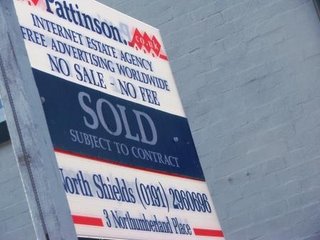 Pattinson.
INTERNET ESTATE AGENCY
FREE ADVERTISING WORLDWIDE
NO SALE - NO FEE
SOLD
SUBJECT TO CONTRACT
North Shields (0191) 2960696
3 Northumberland Place